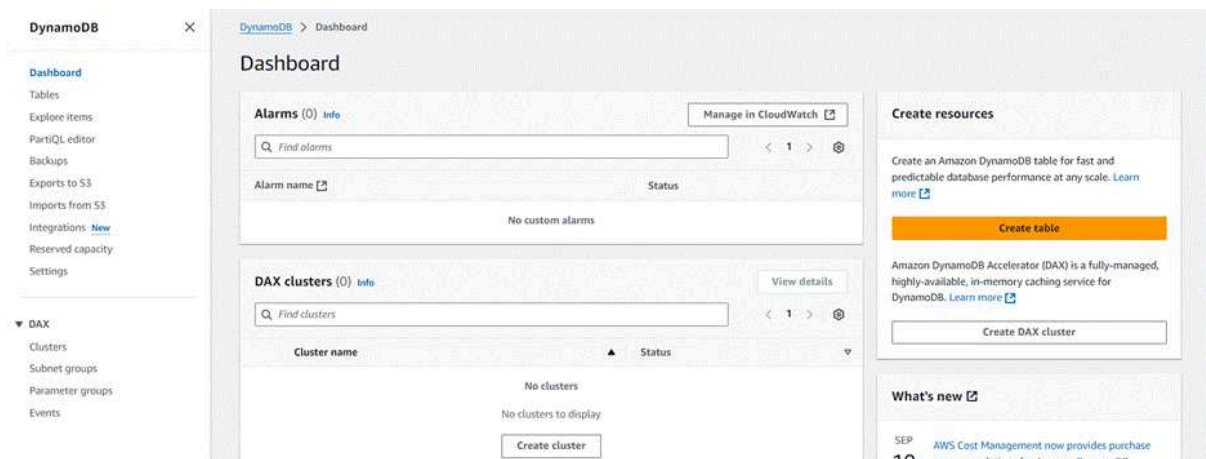 DynamoDB
Dashboard
Tables
Explore items
PartiQL editor
Backups
Exports to S3
Imports from S3
Integrations New
Reserved capacity
Settings
DAX
Clusters
Subnet groups
Parameter groups
Events
DynamoDB > Dashboard
Dashboard
Alarms (0) Info
Manage in CloudWatch
Find alarms
1
Alarm name
Status
No custom alarms
DAX clusters (0) Info
View details
Find clusters
1
Cluster name
Status
No clusters
No clusters to display
Create cluster
Create resources
Create an Amazon DynamoDB table for fast and
predictable database performance at any scale. Learn
more
Create table
Amazon DynamoDB Accelerator (DAX) is a fully-managed,
highly-available, in-memory caching service for
DynamoDB. Learn more
Create DAX cluster
What's new
SEP
AWS Cost Management now provides purchase